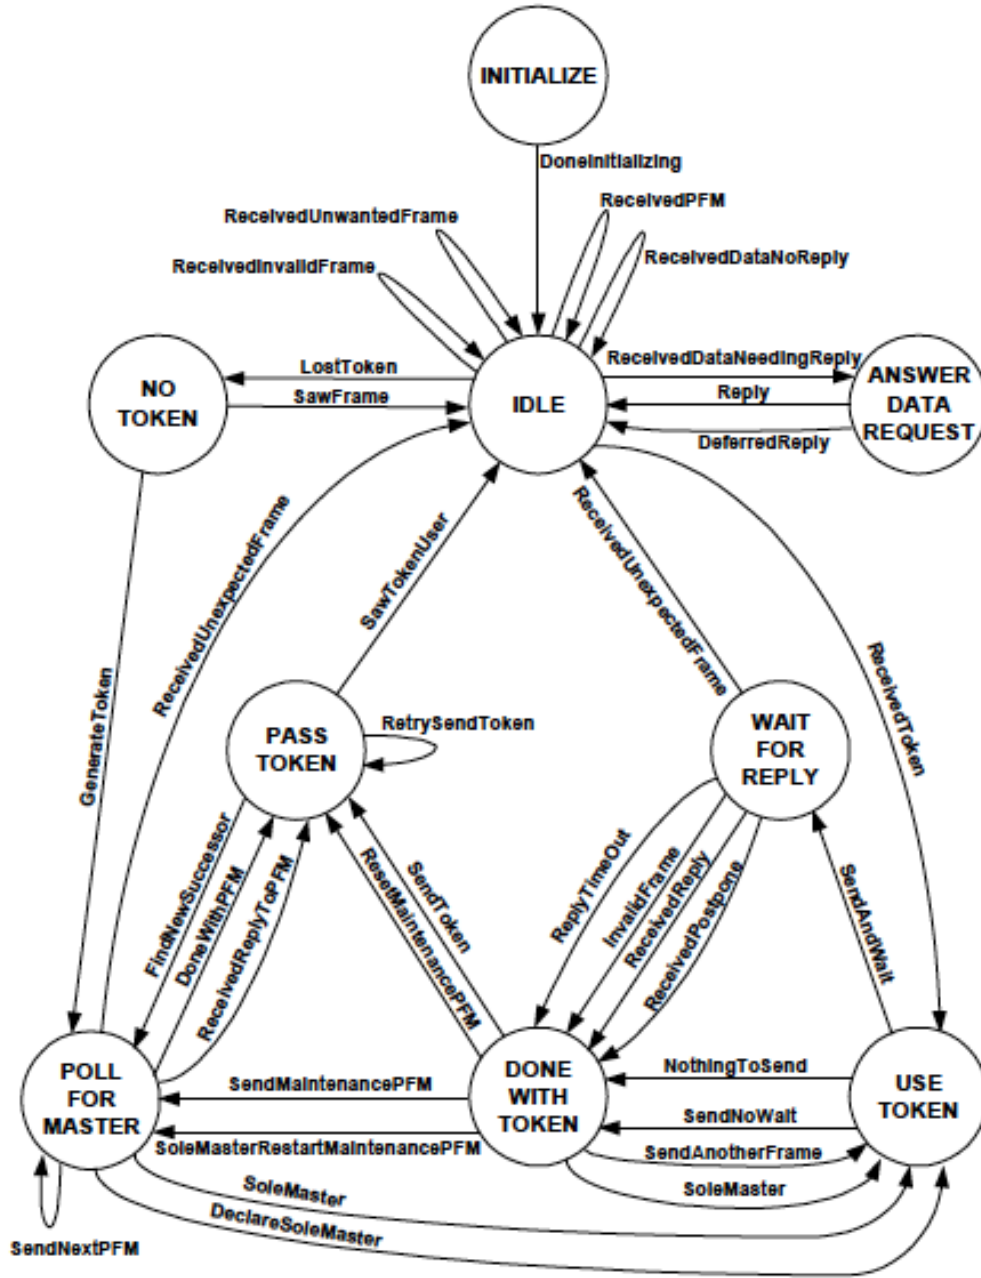 INITIALIZE
DoneInitializing
ReceivedUnwantedFrame
ReceivedPFM
ReceivedInvalidFrame
ReceivedDataNoReply
NO
TOKEN
LostToken
SawFrame
IDLE
ReceivedDataNeedingReply
Reply
DeferredReply
ANSWER
DATA
REQUEST
GenerateToken
ReceivedUnexpectedFrame
SawTokenUser
ReceivedUnexpectedFrame
ReceivedToken
PASS
TOKEN
RetrySendToken
WAIT
FOR
REPLY
FindNewSuccessor
DoneWithPFM
ReceivedReplyToPFM
ResetMaintenancePFM
SendToken
ReplyTimeOut
InvalidFrame
ReceivedReply
ReceivedPostpone
SendAndWait
POLL
FOR
MASTER
SendMaintenancePFM
SoleMasterRestartMaintenancePFM
DONE
WITH
TOKEN
NothingToSend
SendNoWait
SendAnotherFrame
SoleMaster
USE
TOKEN
SoleMaster
DeclareSoleMaster
SendNextPFM